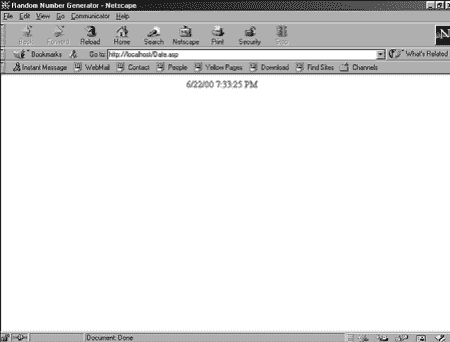 Random Number Generator - Netscape
File Edit View Go Communicator Help
Back Forward Reload Home Search Netscape Print Security Stop
Bookmarks Go to: http://localhost/Date.asp What's Related
Instant Message WebMail Contact People Yellow Pages Download Find Sites Channels
6/22/00 7:33:25 PM
Document: Done